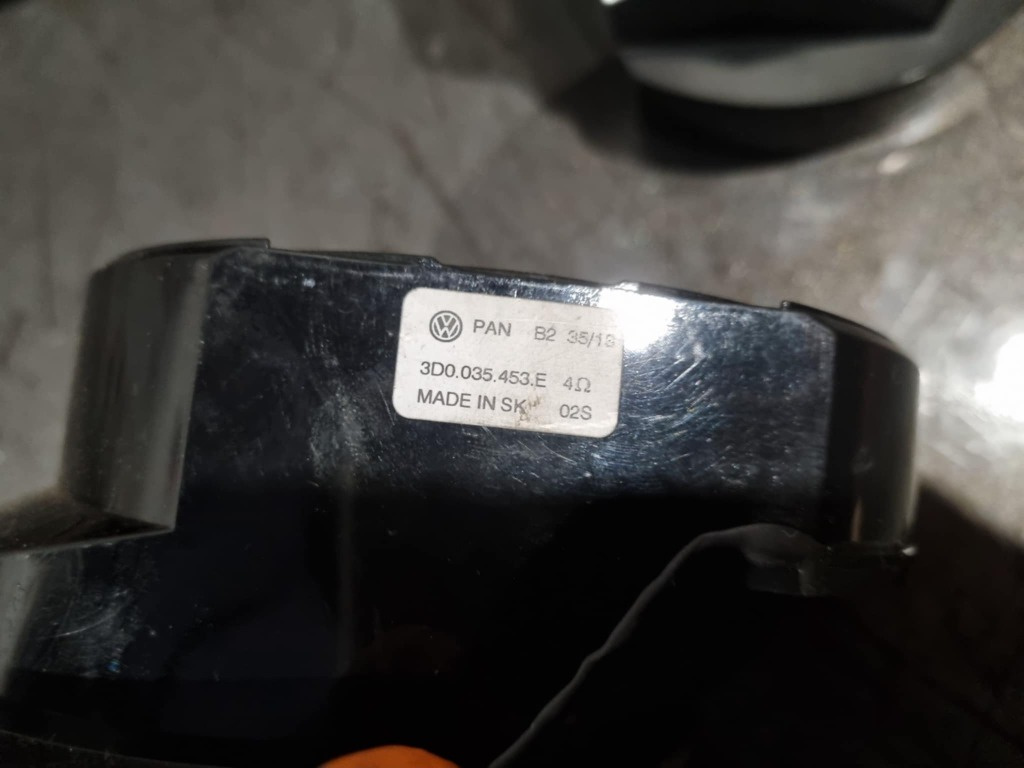 PAN B2 35/13
3D0.035.453.E 4Ω
MADE IN SK 02S